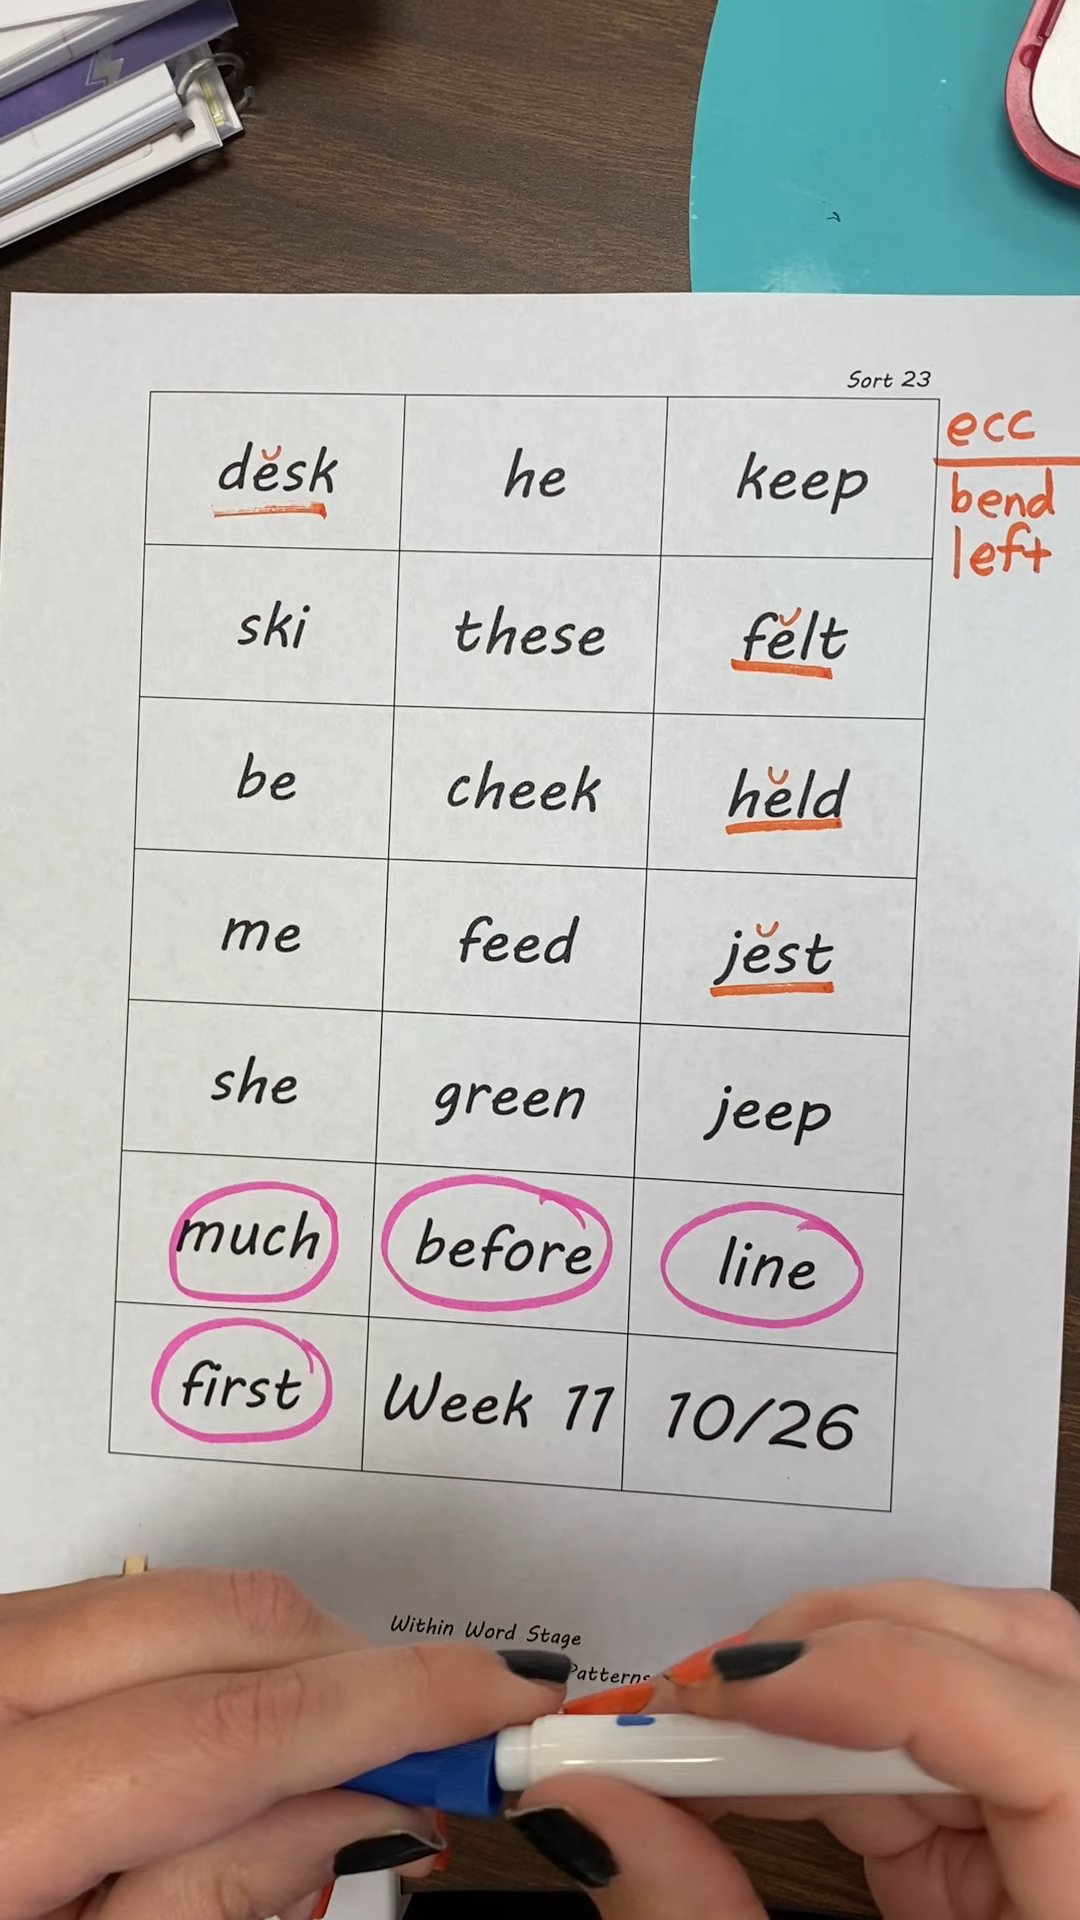 Sort 23
desk he keep
ecc
bend
left
ski these felt
be cheek held
me feed jest
she green jeep
much before line
first Week 11 10/26
Within Word Stage
Patterns